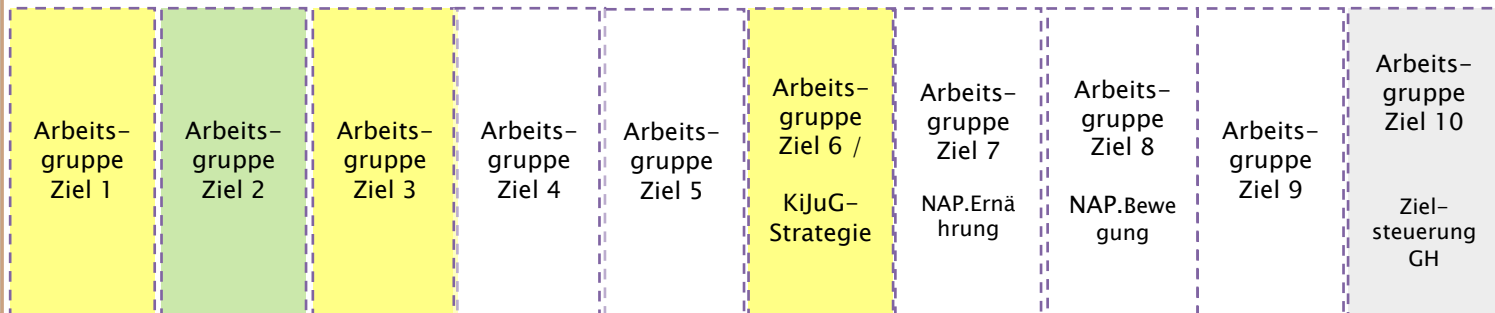 Arbeits-
gruppe
Ziel 1
Arbeits-
gruppe
Ziel 2
Arbeits-
gruppe
Ziel 3
Arbeits-
gruppe
Ziel 4
Arbeits-
gruppe
Ziel 5
Arbeits-
gruppe
Ziel 6 /
KiJuG-
Strategie
Arbeits-
gruppe
Ziel 7
NAP.Ernä
hrung
Arbeits-
gruppe
Ziel 8
NAP.Bewe
gung
Arbeits-
gruppe
Ziel 9
Arbeits-
gruppe
Ziel 10
Ziel-
steuerung
GH